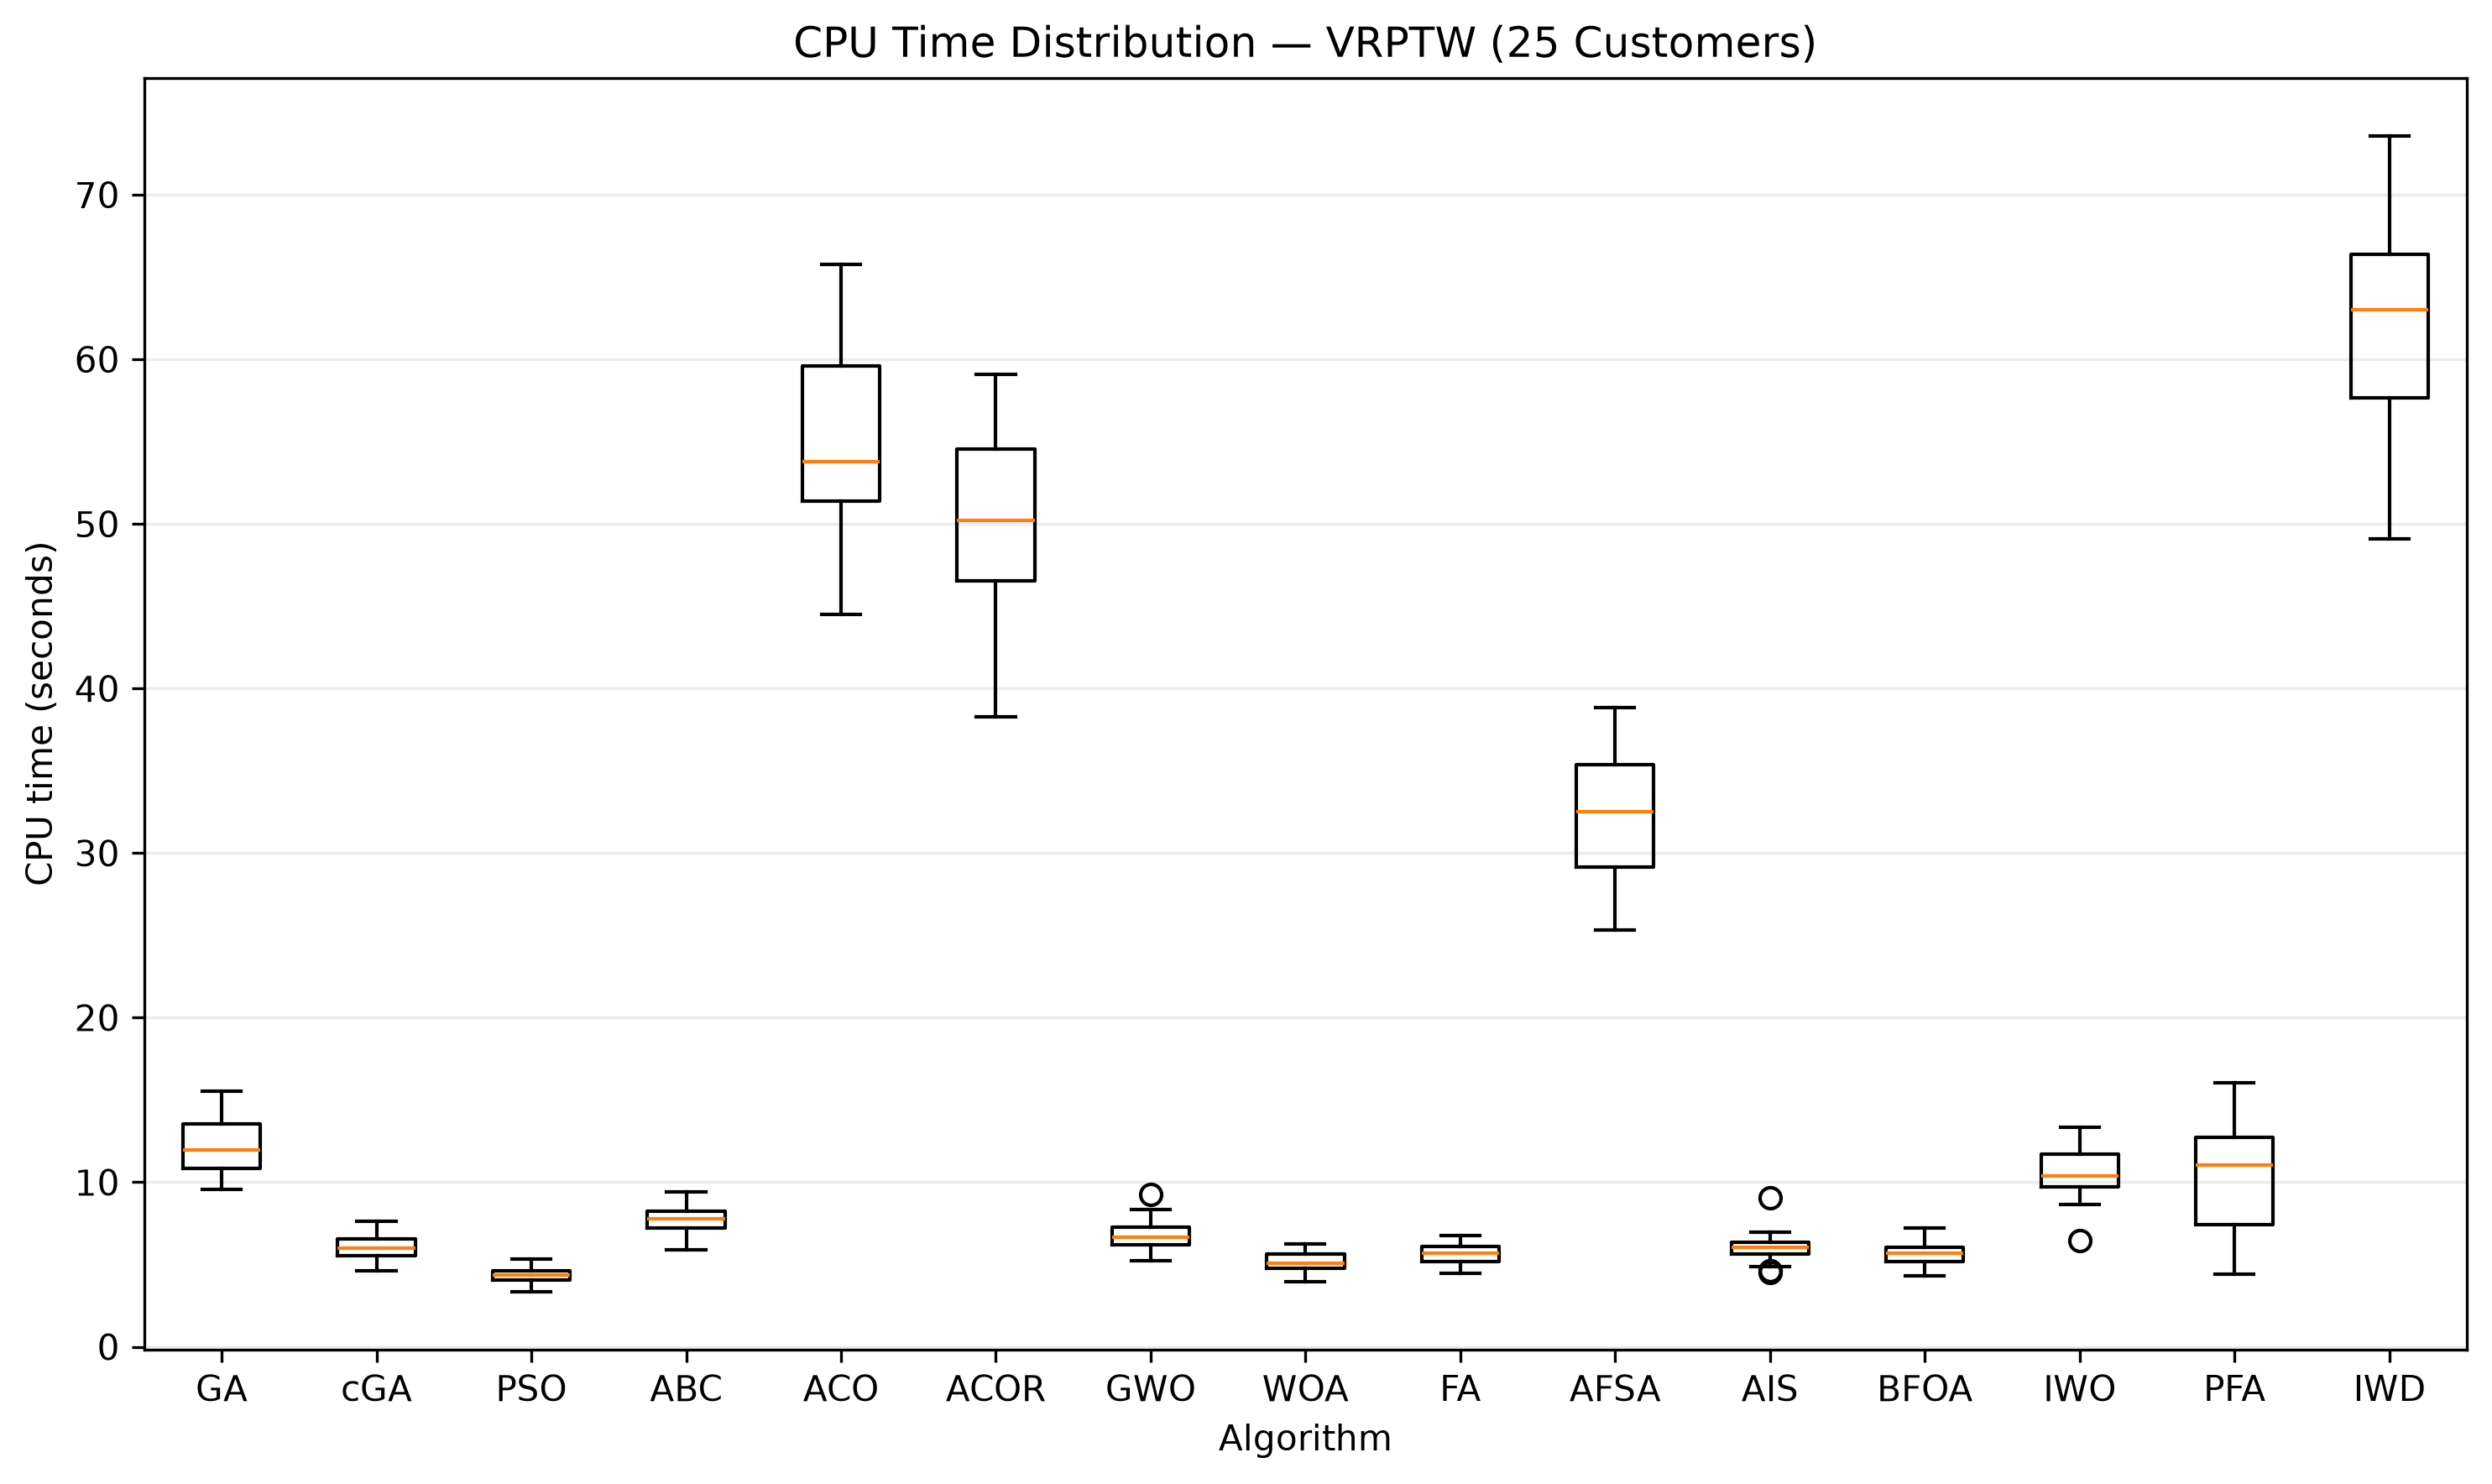 CPU Time Distribution — VRPTW (25 Customers)
CPU time (seconds)
70
60
50
40
30
20
10
0
GA cGA PSO ABC ACO ACOR GWO WOA FA AFSA AIS BFOA IWO PFA IWD
Algorithm